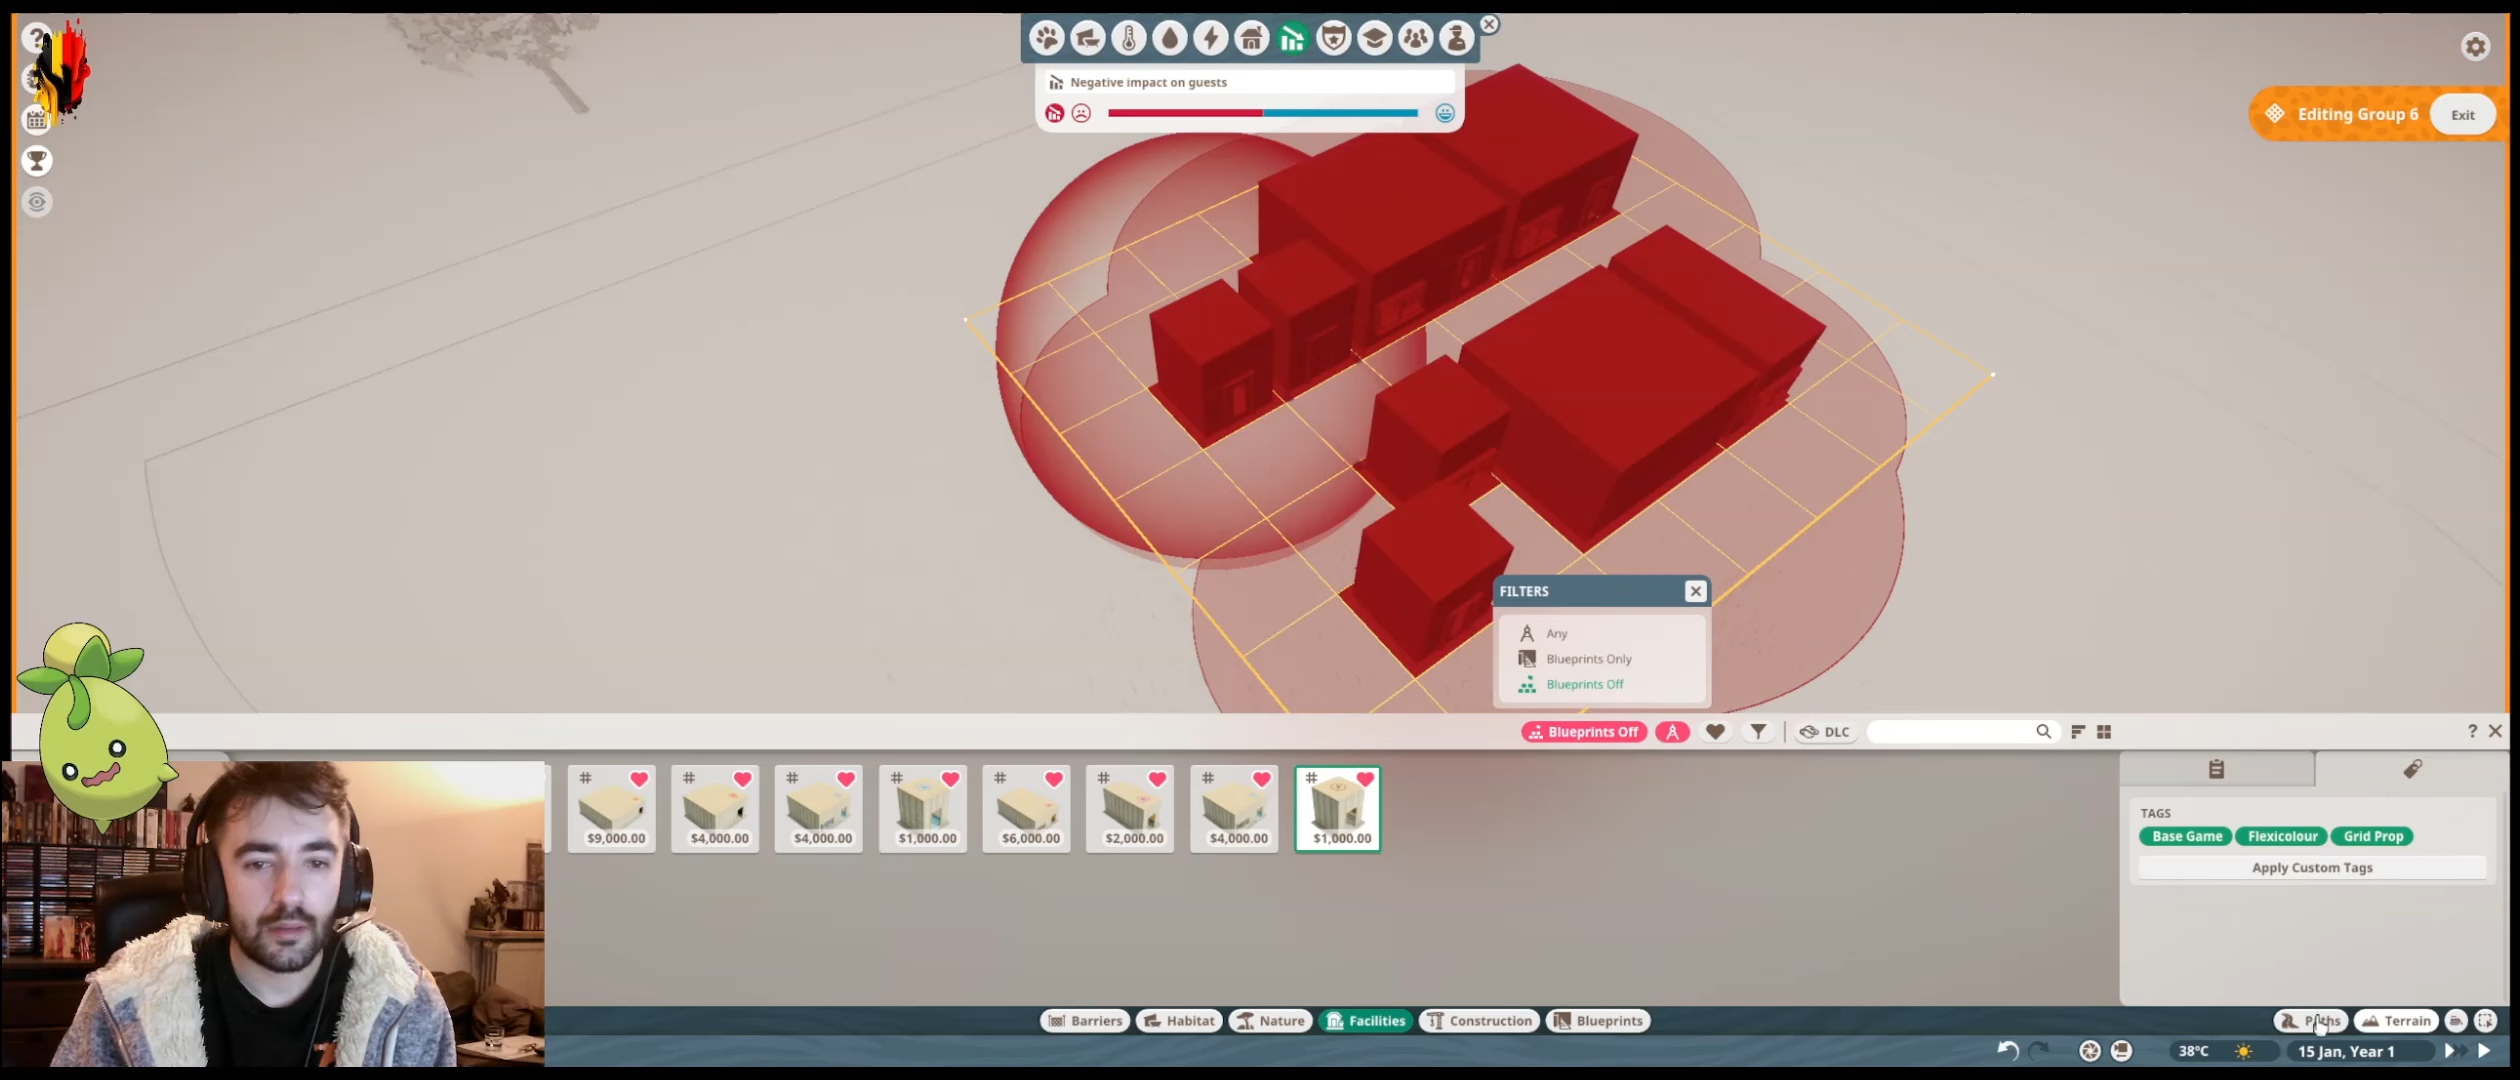 Negative impact on guests
Editing Group 6
Exit
FILTERS
Any
Blueprints Only
Blueprints Off
Blueprints Off
DLC
?
#
$9,000.00
#
$4,000.00
#
$4,000.00
#
$1,000.00
#
$6,000.00
#
$2,000.00
#
$4,000.00
#
$1,000.00
TAGS
Base Game
Flexicolour
Grid Prop
Apply Custom Tags
Barriers
Habitat
Nature
Facilities
Construction
Blueprints
Paths
Terrain
38°C
15 Jan, Year 1